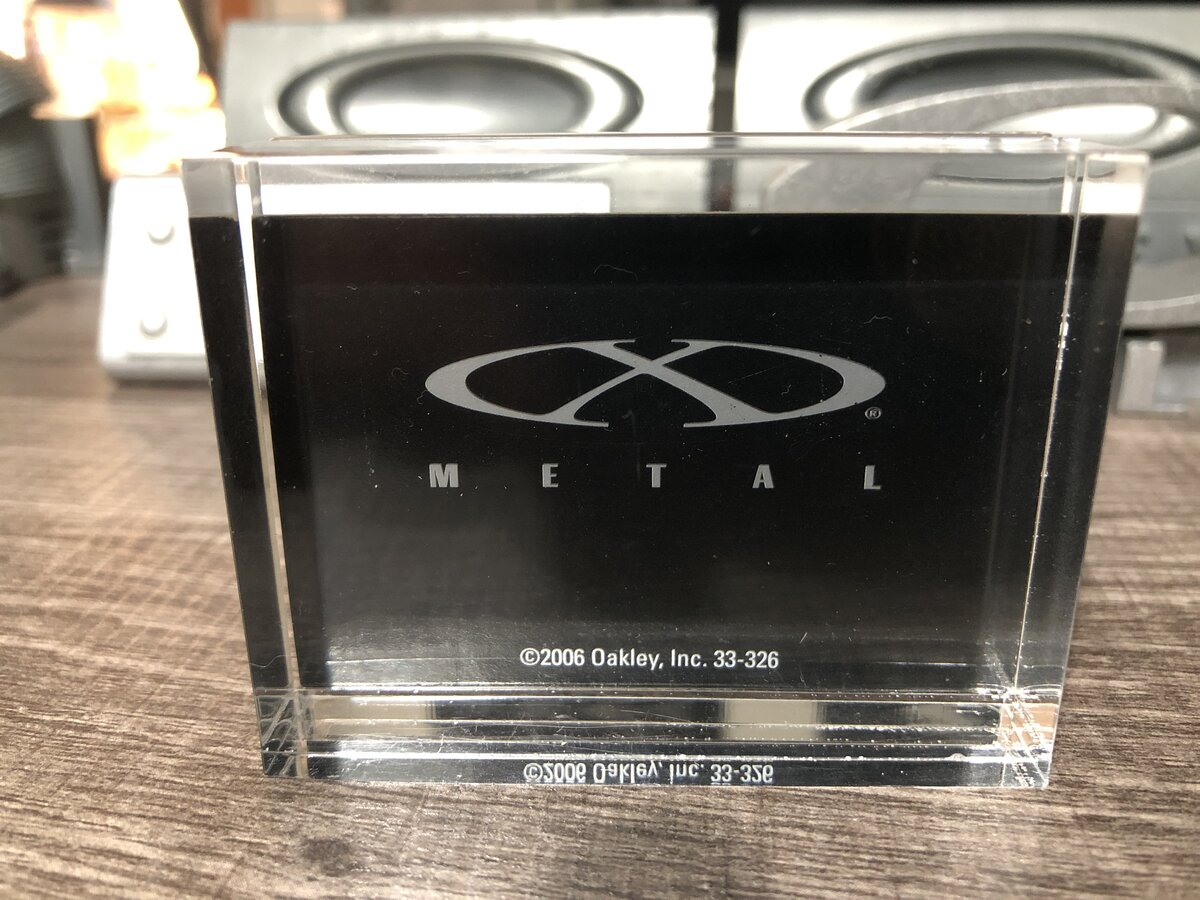 X
®
METAL
©2006 Oakley, Inc. 33-326
©2006 Oakley, Inc. 33-326